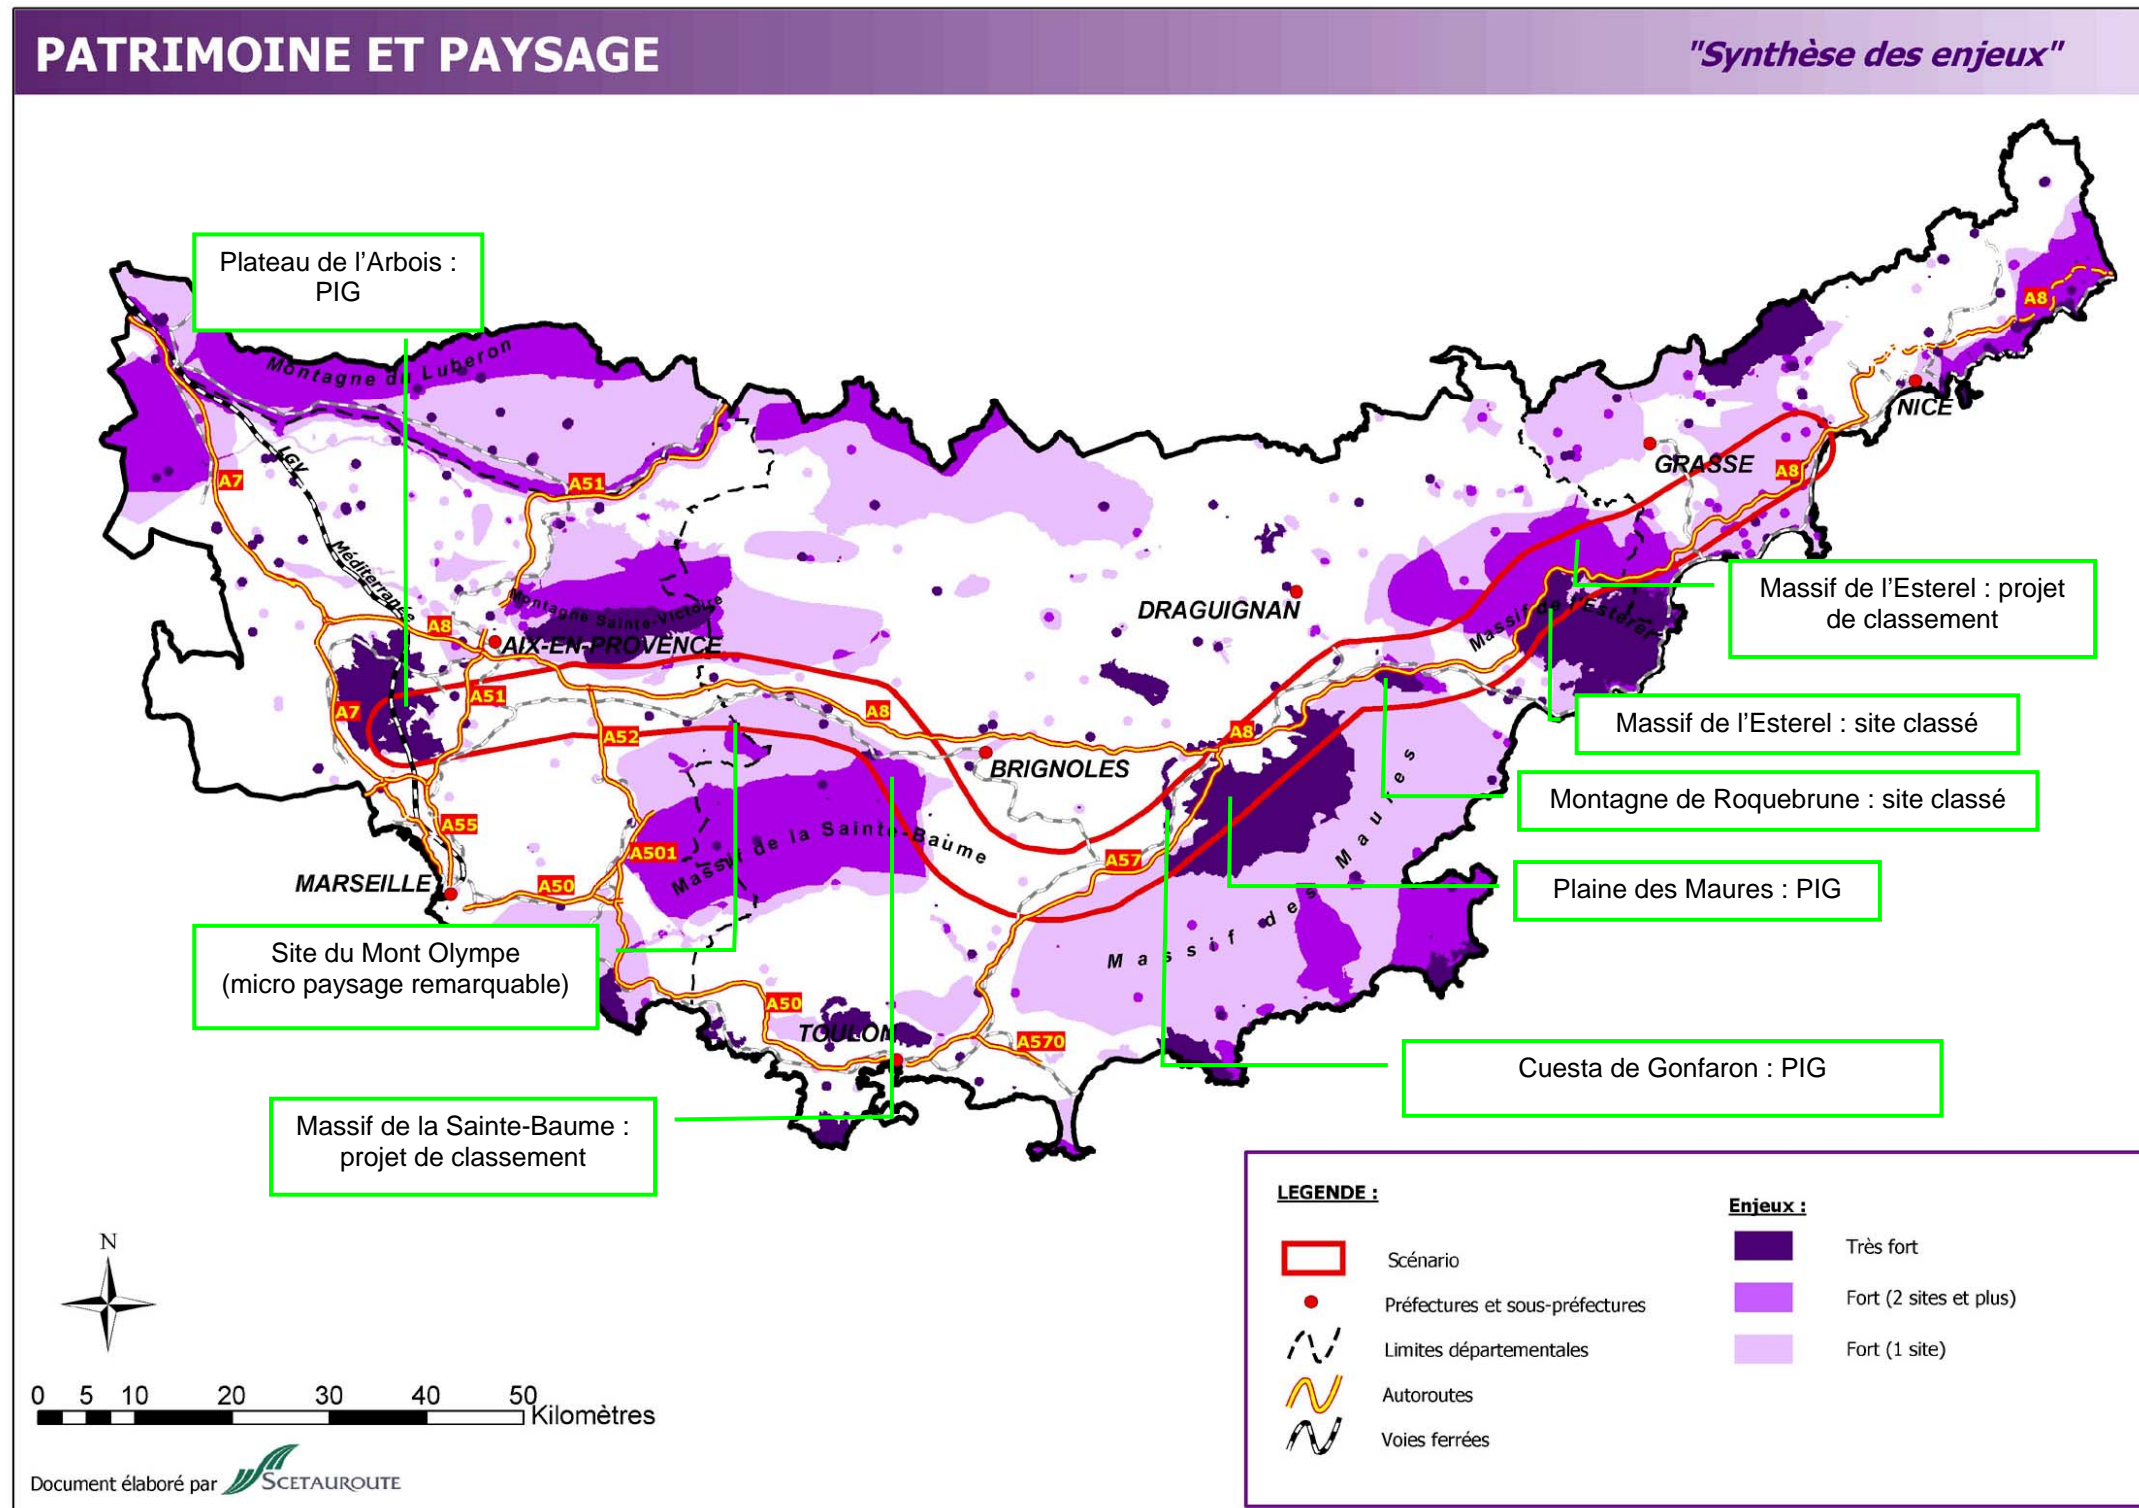 PATRIMOINE ET PAYSAGE
"Synthèse des enjeux"
Plateau de l'Arbois :
PIG
Montagne du Luberon
A8
NICE
GRASSE
A8
A7
LGV
A51
Méditerranée
Montagne Sainte-Victoire
A8
AIX-EN-PROVENCE
DRAGUIGNAN
Massif de l'Esterel
Massif de l'Esterel : projet
de classement
A51
A7
A8
A52
A8
Massif de l'Esterel : site classé
BRIGNOLES
Montagne de Roquebrune : site classé
A55
A501
Massif de la Sainte-Baume
A57
Massif des Maures
MARSEILLE
A50
Plaine des Maures : PIG
Site du Mont Olympe
(micro paysage remarquable)
A50
TOULON
A570
Cuesta de Gonfaron : PIG
Massif de la Sainte-Baume :
projet de classement
LEGENDE :
Scénario
Préfectures et sous-préfectures
Limites départementales
Autoroutes
Voies ferrées
Enjeux :
Très fort
Fort (2 sites et plus)
Fort (1 site)
N
0 5 10 20 30 40 50
Kilomètres
Document élaboré par SCETAUROUTE